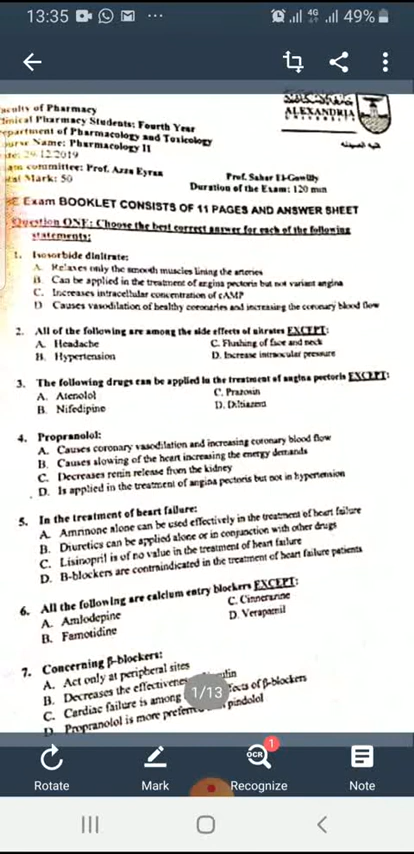 13:35
4G
49%
Faculty of Pharmacy
Clinical Pharmacy Students: Fourth Year
Department of Pharmacology and Toxicology
Course Name: Pharmacology II
29-12-2019
committee: Prof. Azza Eyraa
Mark: 50
ALEXANDRIA
Prof. Sahar El-Gowilly
Duration of the Exam: 120 min
Exam BOOKLET CONSISTS OF 11 PAGES AND ANSWER SHEET
Question ONE: Choose the best correct answer for each of the following
statements:
1. Isosorbide dinitrate:
A. Relaxes only the smooth muscles lining the arteries
B. Can be applied in the treatment of angina pectoris but not variant angina
C. Increases intracellular concentration of cAMP
D. Causes vasodilation of healthy coronaries and increasing the coronary blood flow
2. All of the following are among the side effects of nitrates EXCEPT:
A. Headache
C. Flushing of face and neck
B. Hypertension
D. Increase intraocular pressure
3. The following drugs can be applied in the treatment of angina pectoris EXCEPT:
A. Atenolol
C. Prazosin
B. Nifedipine
D. Diltiazem
4. Propranolol:
A. Causes coronary vasodilation and increasing coronary blood flow
B. Causes slowing of the heart increasing the energy demands
C. Decreases renin release from the kidney
D. Is applied in the treatment of angina pectoris but not in hypertension
5. In the treatment of heart failure:
A. Amrinone alone can be used effectively in the treatment of heart failure
B. Diuretics can be applied alone or in conjunction with other drugs
C. Lisinopril is of no value in the treatment of heart failure
D. B-blockers are contraindicated in the treatment of heart failure patients
6. All the following are calcium entry blockers EXCEPT:
A. Amlodepine
C. Cinnerazine
B. Famotidine
D. Verapamil
7. Concerning β-blockers:
A. Act only at peripheral sites
B. Decreases the
C. Cardiac failure is among of β-blockers
D. Propranolol is more pindolol
1/13
OCR
1
Rotate
Mark
Recognize
Note